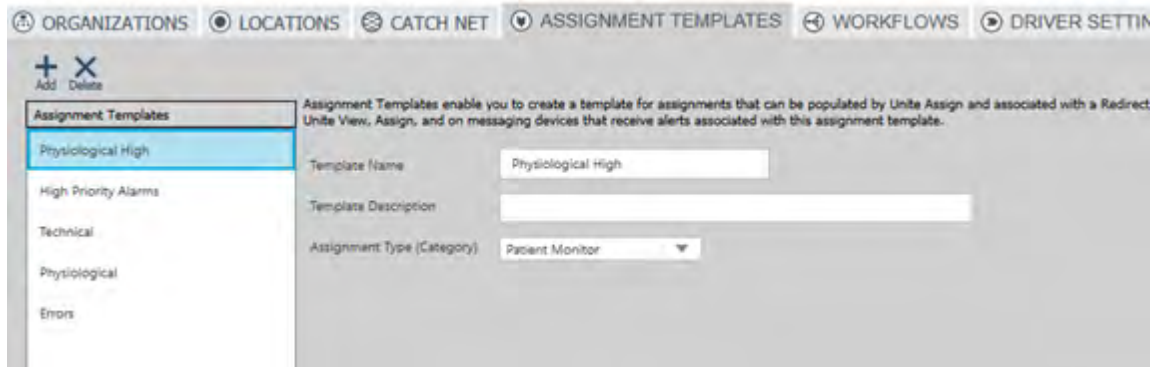 ORGANIZATIONS LOCATIONS CATCH NET ASSIGNMENT TEMPLATES WORKFLOWS DRIVER SETTIN
Add Delete
Assignment Templates
Physiological High
High Priority Alarms
Technical
Physiological
Errors
Assignment Templates enable you to create a template for assignments that can be populated by Unite Assign and associated with a Redirect
Unite View, Assign, and on messaging devices that receive alerts associated with this assignment template.
Template Name Physiological High
Template Description
Assignment Type (Category) Patient Monitor